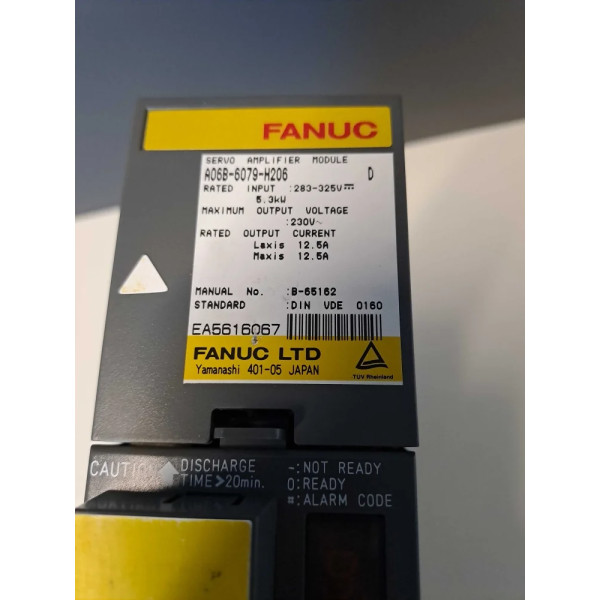 FANUC
SERVO AMPLIFIER MODULE
A06B-6079-H206 D
RATED INPUT :283-325V⎓
5.3kW
MAXIMUM OUTPUT VOLTAGE
:230V~
RATED OUTPUT CURRENT
Laxis 12.5A
Maxis 12.5A
MANUAL No. :B-65162
STANDARD :DIN VDE 0160
EA5616067
FANUC LTD
Yamanashi 401-05 JAPAN
TÜV Rheinland
CAUTION DISCHARGE
TIME>20min.
-:NOT READY
0:READY
#:ALARM CODE